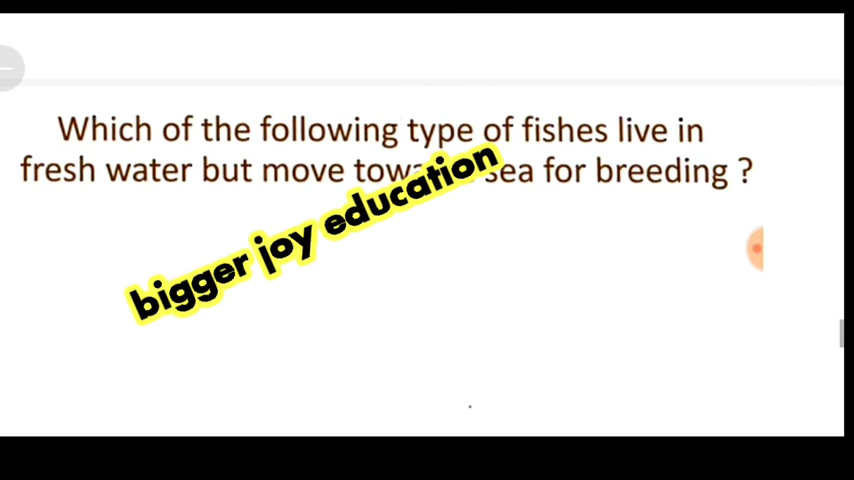 Which of the following type of fishes live in
fresh water but move sea for breeding ?
bigger joy education